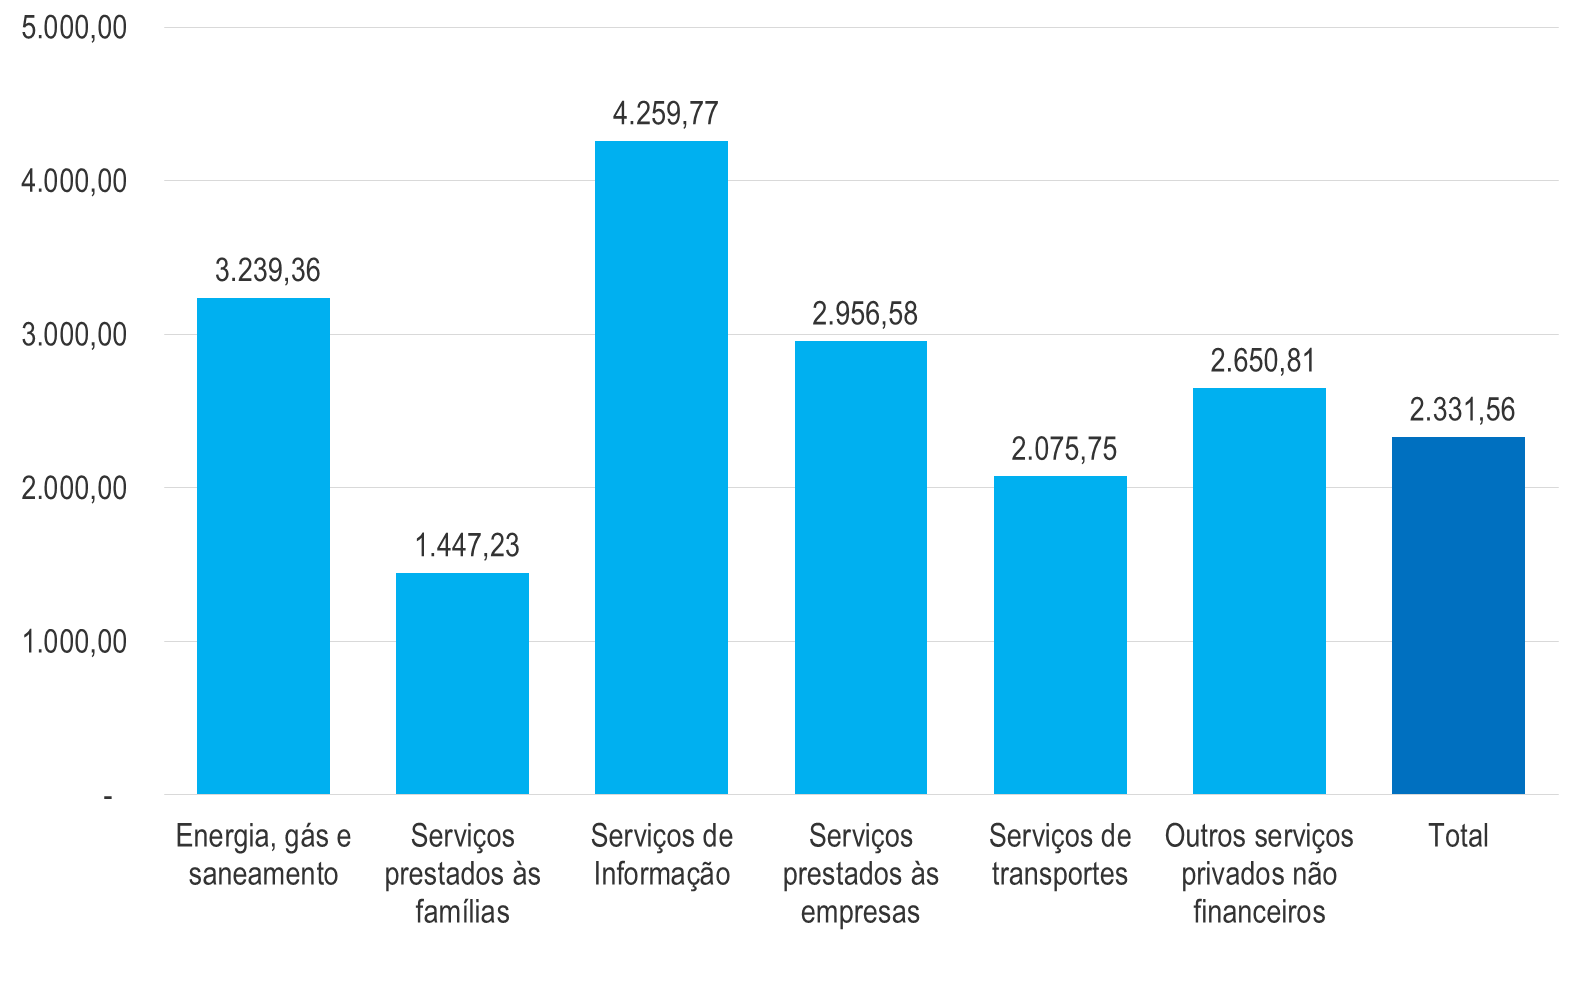 5.000,00
4.000,00
3.000,00
2.000,00
1.000,00
-
3.239,36
1.447,23
4.259,77
2.956,58
2.075,75
2.650,81
2.331,56
Energia, gás e
saneamento
Serviços
prestados às
famílias
Serviços de
Informação
Serviços
prestados às
empresas
Serviços de
transportes
Outros serviços
privados não
financeiros
Total